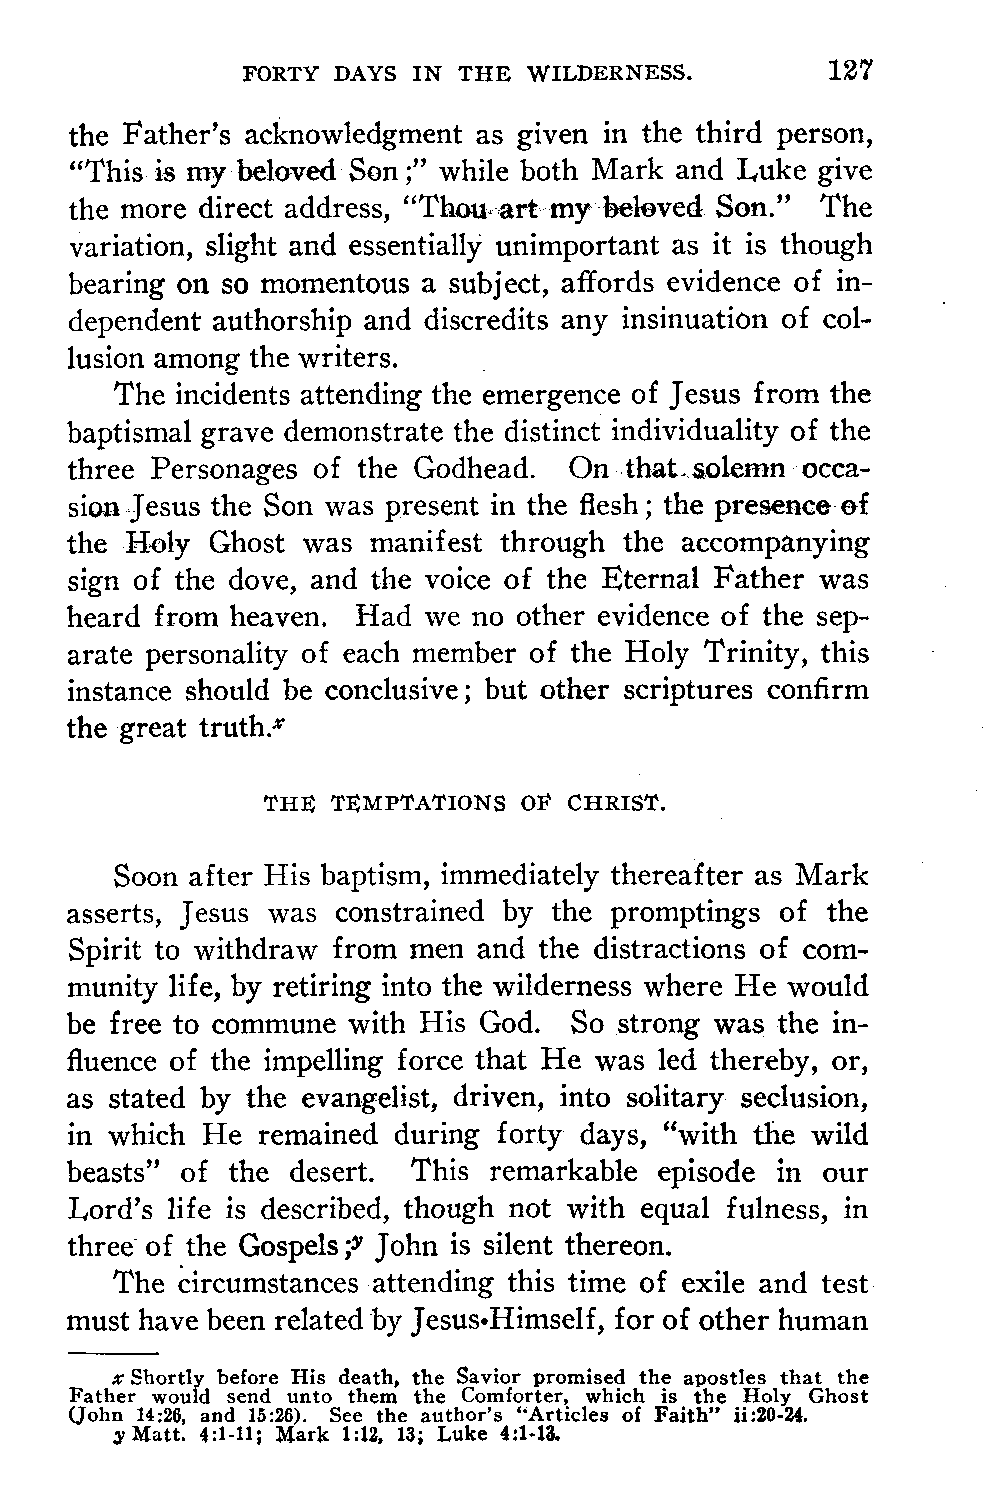 FORTY DAYS IN THE WILDERNESS. 127
the Father's acknowledgment as given in the third person,
“This is my beloved Son;” while both Mark and Luke give
the more direct address, “Thou art my beloved Son.” The
variation, slight and essentially unimportant as it is though
bearing on so momentous a subject, affords evidence of in-
dependent authorship and discredits any insinuation of col-
lusion among the writers.
The incidents attending the emergence of Jesus from the
baptismal grave demonstrate the distinct individuality of the
three Personages of the Godhead. On that solemn occa-
sion Jesus the Son was present in the flesh; the presence of
the Holy Ghost was manifest through the accompanying
sign of the dove, and the voice of the Eternal Father was
heard from heaven. Had we no other evidence of the sep-
arate personality of each member of the Holy Trinity, this
instance should be conclusive; but other scriptures confirm
the great truth.x
THE TEMPTATIONS OF CHRIST.
Soon after His baptism, immediately thereafter as Mark
asserts, Jesus was constrained by the promptings of the
Spirit to withdraw from men and the distractions of com-
munity life, by retiring into the wilderness where He would
be free to commune with His God. So strong was the in-
fluence of the impelling force that He was led thereby, or,
as stated by the evangelist, driven, into solitary seclusion,
in which He remained during forty days, “with the wild
beasts” of the desert. This remarkable episode in our
Lord's life is described, though not with equal fulness, in
three of the Gospels;y John is silent thereon.
The circumstances attending this time of exile and test
must have been related by Jesus Himself, for of other human
x Shortly before His death, the Savior promised the apostles that the
Father would send unto them the Comforter, which is the Holy Ghost
(John 14:26, and 15:26). See the author's “Articles of Faith” ii:20-24.
y Matt. 4:1-11; Mark 1:12, 13; Luke 4:1-13.